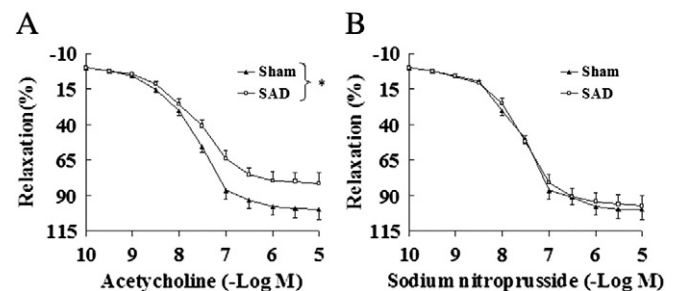 A
B
-10
15
40
65
90
115
Relaxation(%)
Sham
SAD
*
10 9 8 7 6 5
Acetycholine (-Log M)
-10
15
40
65
90
115
Relaxation (%)
Sham
SAD
10 9 8 7 6 5
Sodium nitroprusside (-Log M)